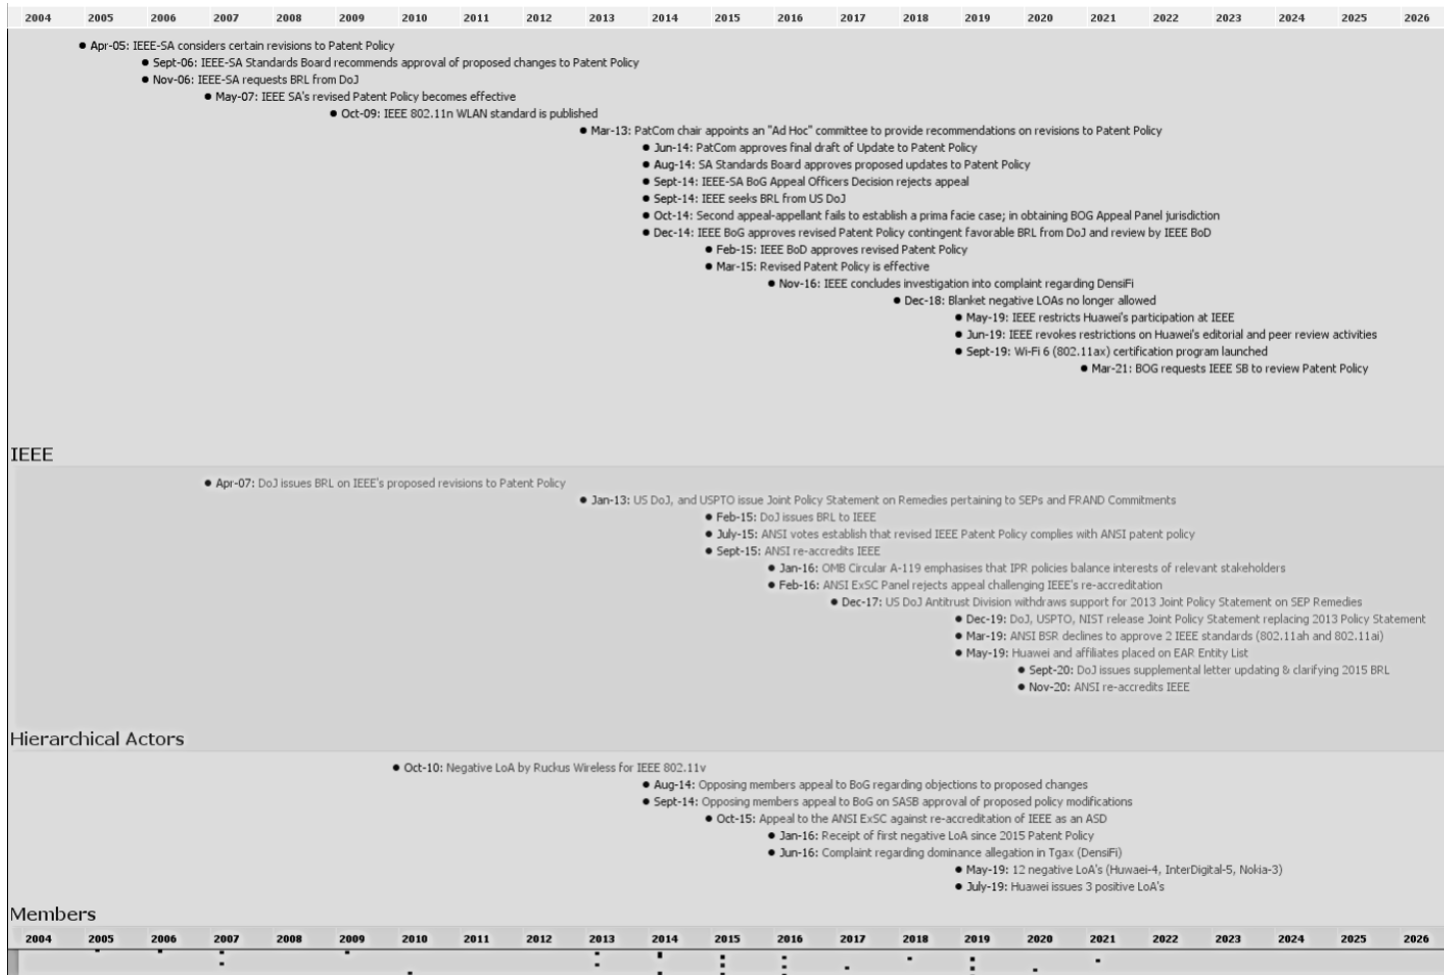 2004 2005 2006 2007 2008 2009 2010 2011 2012 2013 2014 2015 2016 2017 2018 2019 2020 2021 2022 2023 2024 2025 2026
Apr-05: IEEE-SA considers certain revisions to Patent Policy
Sept-06: IEEE-SA Standards Board recommends approval of proposed changes to Patent Policy
Nov-06: IEEE-SA requests BRL from DoJ
May-07: IEEE SA's revised Patent Policy becomes effective
Oct-09: IEEE 802.11n WLAN standard is published
Mar-13: PatCom chair appoints an "Ad Hoc" committee to provide recommendations on revisions to Patent Policy
Jun-14: PatCom approves final draft of Update to Patent Policy
Aug-14: SA Standards Board approves proposed updates to Patent Policy
Sept-14: IEEE-SA BoG Appeal Officers Decision rejects appeal
Sept-14: IEEE seeks BRL from US DoJ
Oct-14: Second appeal-appellant fails to establish a prima facie case; in obtaining BOG Appeal Panel jurisdiction
Dec-14: IEEE BoG approves revised Patent Policy contingent favorable BRL from DoJ and review by IEEE BoD
Feb-15: IEEE BoD approves revised Patent Policy
Mar-15: Revised Patent Policy is effective
Nov-16: IEEE concludes investigation into complaint regarding DensiFi
Dec-18: Blanket negative LOAs no longer allowed
May-19: IEEE restricts Huawei's participation at IEEE
Jun-19: IEEE revokes restrictions on Huawei's editorial and peer review activities
Sept-19: Wi-Fi 6 (802.11ax) certification program launched
Mar-21: BOG requests IEEE SB to review Patent Policy
IEEE
Apr-07: DoJ issues BRL on IEEE's proposed revisions to Patent Policy
Jan-13: US DoJ, and USPTO issue Joint Policy Statement on Remedies pertaining to SEPs and FRAND Commitments
Feb-15: DoJ issues BRL to IEEE
July-15: ANSI votes establish that revised IEEE Patent Policy complies with ANSI patent policy
Sept-15: ANSI re-accredits IEEE
Jan-16: OMB Circular A-119 emphasises that IPR policies balance interests of relevant stakeholders
Feb-16: ANSI ExSC Panel rejects appeal challenging IEEE's re-accreditation
Dec-17: US DoJ Antitrust Division withdraws support for 2013 Joint Policy Statement on SEP Remedies
Dec-19: DoJ, USPTO, NIST release Joint Policy Statement replacing 2013 Policy Statement
Mar-19: ANSI BSR declines to approve 2 IEEE standards (802.11ah and 802.11ai)
May-19: Huawei and affiliates placed on EAR Entity List
Sept-20: DoJ issues supplemental letter updating & clarifying 2015 BRL
Nov-20: ANSI re-accredits IEEE
Hierarchical Actors
Oct-10: Negative LoA by Ruckus Wireless for IEEE 802.11v
Aug-14: Opposing members appeal to BoG regarding objections to proposed changes
Sept-14: Opposing members appeal to BoG on SASB approval of proposed policy modifications
Oct-15: Appeal to the ANSI ExSC against re-accreditation of IEEE as an ASD
Jan-16: Receipt of first negative LoA since 2015 Patent Policy
Jun-16: Complaint regarding dominance allegation in Tgax (DensiFi)
May-19: 12 negative LoA's (Huwaei-4, InterDigital-5, Nokia-3)
July-19: Huawei issues 3 positive LoA's
Members
2004 2005 2006 2007 2008 2009 2010 2011 2012 2013 2014 2015 2016 2017 2018 2019 2020 2021 2022 2023 2024 2025 2026